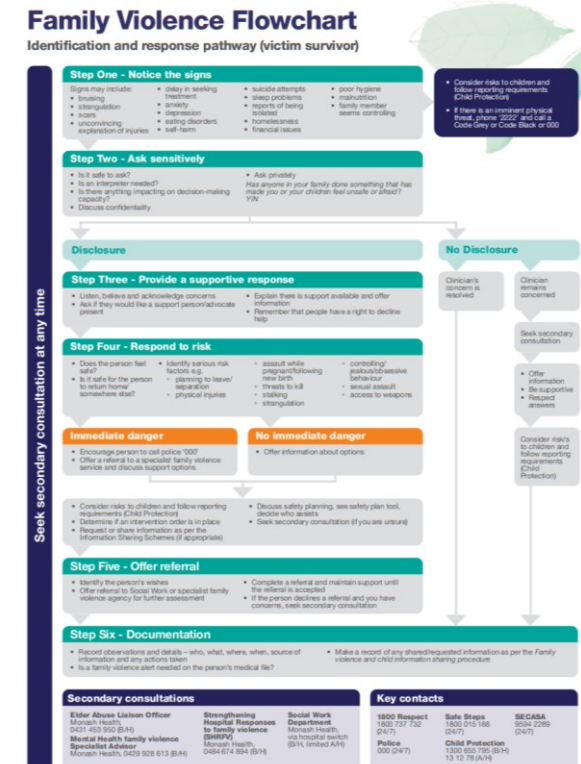 Family Violence Flowchart
Identification and response pathway (victim survivor)
Seek secondary consultation at any time
Step One - Notice the signs
Signs may include:
• bruising
• strangulation
• scars
• unconvincing
explanation of injuries
• delay in seeking
treatment
• anxiety
• depression
• eating disorders
• self-harm
• suicide attempts
• sleep problems
• reports of being
isolated
• homelessness
• financial issues
• poor hygiene
• malnutrition
• family member
seems controlling
• Consider risks to children and
follow reporting requirements
(Child Protection)
• If there is an imminent physical
threat, phone '2222' and call a
Code Grey or Code Black or 000
Step Two - Ask sensitively
• Is it safe to ask?
• Is an interpreter needed?
• Is there anything impacting on decision-making
capacity?
• Discuss confidentiality
• Ask privately
Has anyone in your family done something that has
made you or your children feel unsafe or afraid?
Y/N
Disclosure
No Disclosure
Step Three - Provide a supportive response
• Listen, believe and acknowledge concerns
• Ask if they would like a support person/advocate
present
• Explain there is support available and offer
information
• Remember that people have a right to decline
help
Clinician's
concern is
resolved
Clinician
remains
concerned
Seek secondary
consultation
• Offer
information
• Be supportive
• Respect
answers
Consider risk's
to children and
follow reporting
requirements
(Child
Protection)
Step Four - Respond to risk
• Does the person feel
safe?
• Is it safe for the person
to return home/
somewhere else?
• Identify serious risk
factors e.g.
◦ planning to leave/
separation
◦ physical injuries
◦ assault while
pregnant/following
new birth
◦ threats to kill
◦ stalking
◦ strangulation
◦ controlling/
jealous/obsessive
behaviour
◦ sexual assault
◦ access to weapons
Immediate danger
• Encourage person to call police '000'
• Offer a referral to a specialist family violence
service and discuss support options
No immediate danger
• Offer information about options
• Consider risks to children and follow reporting
requirements (Child Protection)
• Determine if an intervention order is in place
• Request or share information as per the
Information Sharing Schemes (if appropriate)
• Discuss safety planning, see safety plan tool,
decide who assists
• Seek secondary consultation (if you are unsure)
Step Five - Offer referral
• Identify the person's wishes
• Offer referral to Social Work or specialist family
violence agency for further assessment
• Complete a referral and maintain support until
the referral is accepted
• If the person declines a referral and you have
concerns, seek secondary consultation
Step Six - Documentation
• Record observations and details – who, what, where, when, source of
information and any actions taken
• Is a family violence alert needed on the person's medical file?
• Make a record of any shared/requested information as per the Family
violence and child information sharing procedure
Secondary consultations
Elder Abuse Liaison Officer
Monash Health,
0431 453 950 (B/H)
Mental Health family violence
Specialist Advisor
Monash Health, 0429 928 613 (B/H)
Strengthening
Hospital Responses
to family violence
(SHRFV)
Monash Health,
0484 674 894 (B/H)
Social Work
Department
Monash Health,
via hospital switch
(B/H, limited A/H)
Key contacts
1800 Respect
1800 737 732
(24/7)
Police
000 (24/7)
Safe Steps
1800 015 188
(24/7)
Child Protection
1300 655 795 (B/H)
13 12 78 (A/H)
SECASA
9594 2289
(24/7)